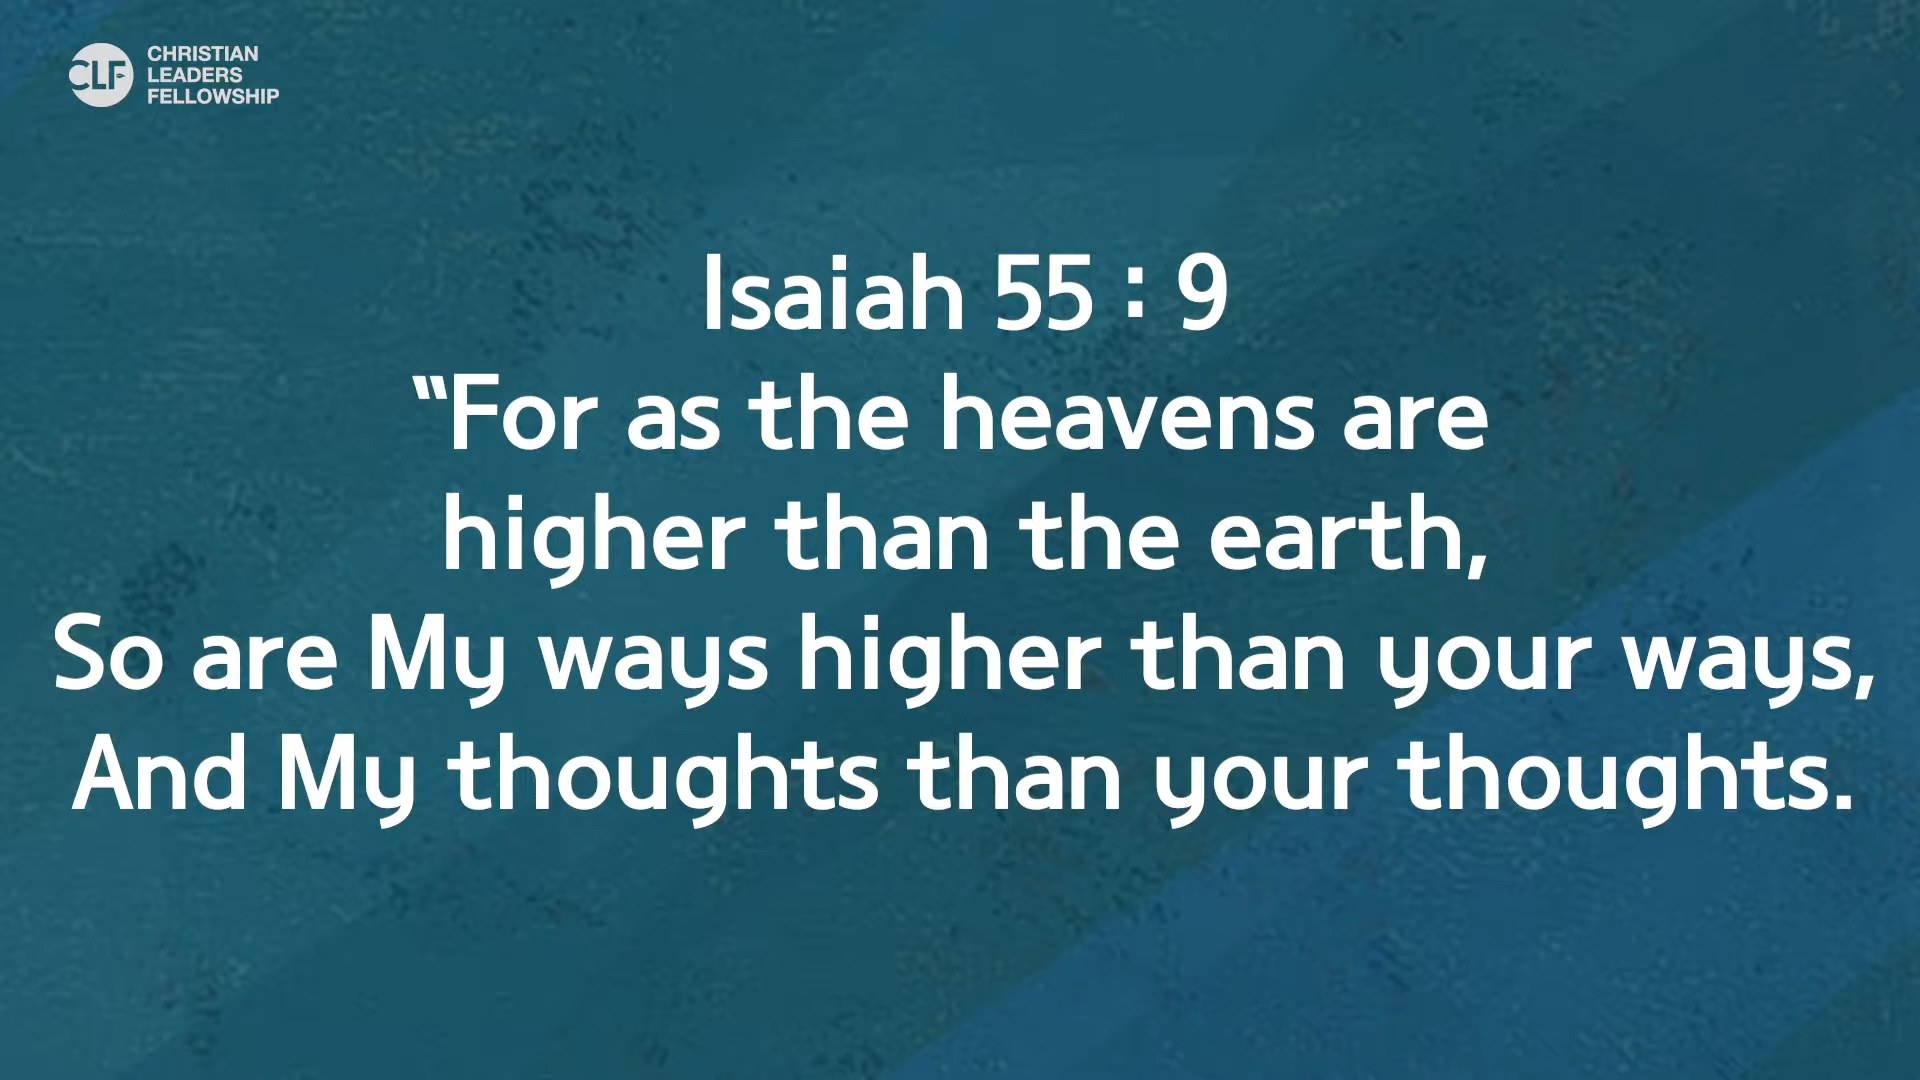 CLF
CHRISTIAN
LEADERS
FELLOWSHIP
Isaiah 55 : 9
“For as the heavens are
higher than the earth,
So are My ways higher than your ways,
And My thoughts than your thoughts.